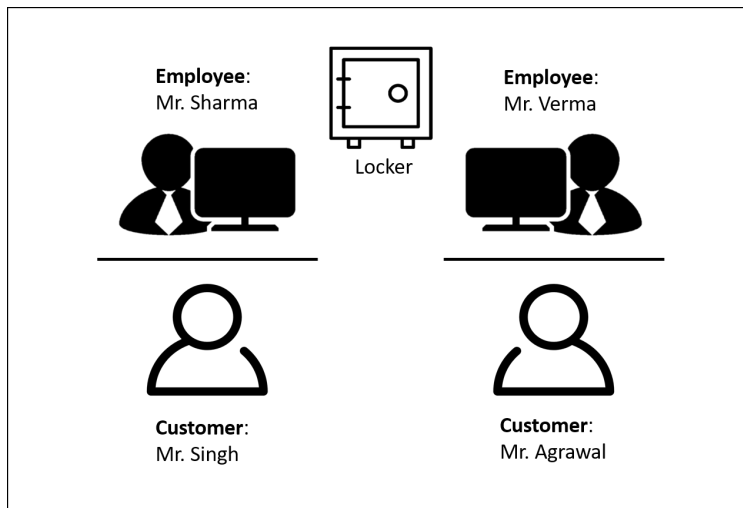 Employee:
Mr. Sharma
Employee:
Mr. Verma
Locker
Customer:
Mr. Singh
Customer:
Mr. Agrawal